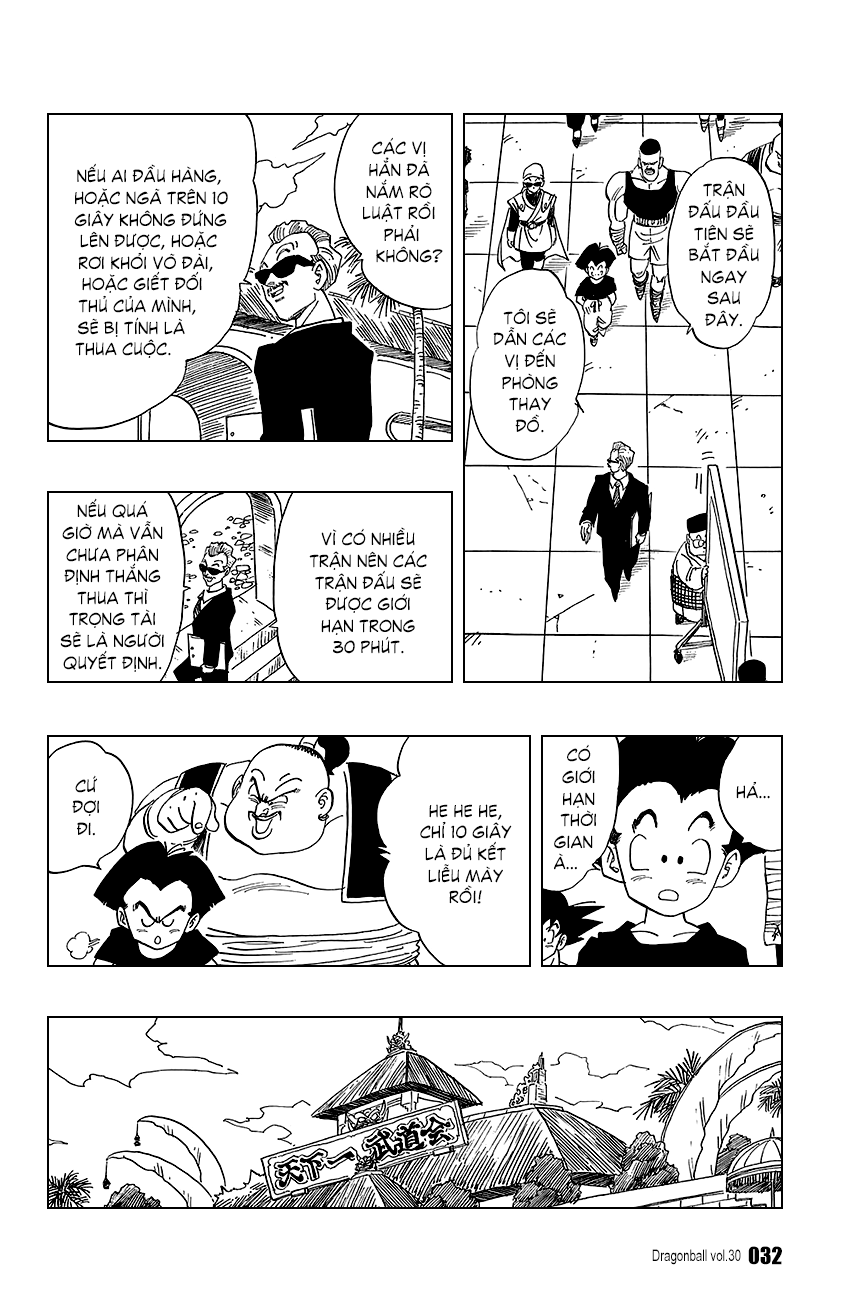 TRẬN
ĐẤU ĐẦU
TIÊN SẼ
BẮT ĐẦU
NGAY
SAU
ĐÂY.
TÔI SẼ
DẪN CÁC
VỊ ĐẾN
PHÒNG
THAY
ĐỒ.
CÁC VỊ
HẲN ĐÃ
NẮM RÕ
LUẬT RỒI
PHẢI
KHÔNG?
NẾU AI ĐẦU HÀNG,
HOẶC NGÃ TRÊN 10
GIÂY KHÔNG ĐỨNG
LÊN ĐƯỢC, HOẶC
RƠI KHỎI VÕ ĐÀI,
HOẶC GIẾT ĐỐI
THỦ CỦA MÌNH,
SẼ BỊ TÍNH LÀ
THUA CUỘC.
VÌ CÓ NHIỀU
TRẬN NÊN CÁC
TRẬN ĐẤU SẼ
ĐƯỢC GIỚI
HẠN TRONG
30 PHÚT.
NẾU QUÁ
GIỜ MÀ VẪN
CHƯA PHÂN
ĐỊNH THẮNG
THUA THÌ
TRỌNG TÀI
SẼ LÀ NGƯỜI
QUYẾT ĐỊNH.
HẢ...
CÓ
GIỚI
HẠN
THỜI
GIAN
À...
HE HE HE,
CHỈ 10 GIÂY
LÀ ĐỦ KẾT
LIỄU MÀY
RỒI!
CỨ
ĐỢI
ĐI.
天下一武道会
Dragonball vol.30 032